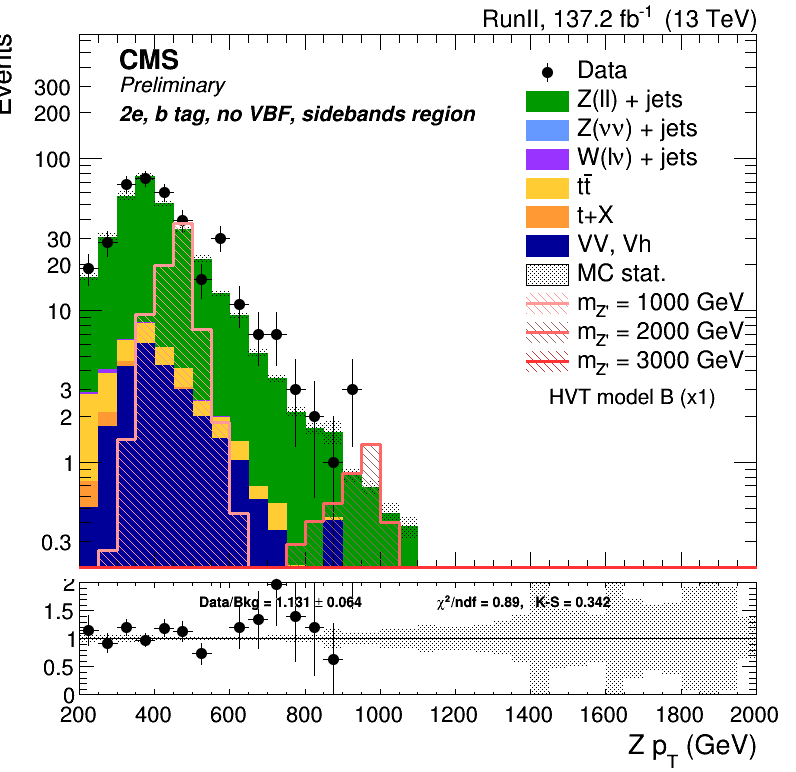 RunII, 137.2 fb⁻¹ (13 TeV)
Events
CMS
Preliminary
2e, b tag, no VBF, sidebands region
Data
Z(ll) + jets
Z(νν) + jets
W(lν) + jets
tt̄
t+X
VV, Vh
MC stat.
m_Z' = 1000 GeV
m_Z' = 2000 GeV
m_Z' = 3000 GeV
HVT model B (x1)
300
200
100
30
20
10
3
2
1
0.3
Data/Bkg = 1.131 ± 0.064
χ²/ndf = 0.89, K-S = 0.342
2
1.5
1
0.5
0
200 400 600 800 1000 1200 1400 1600 1800 2000
Z p_T (GeV)